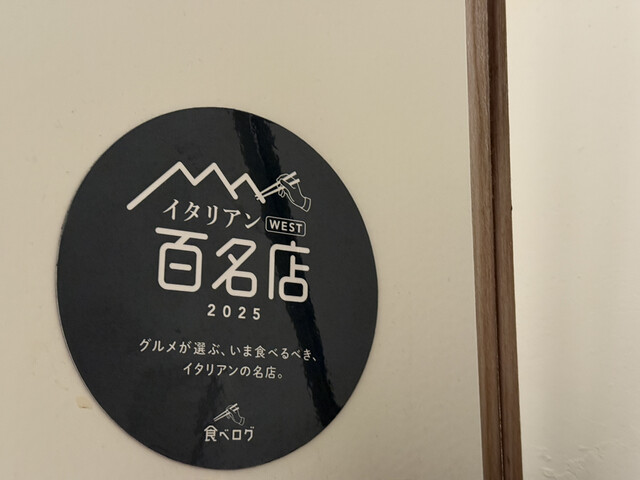 イタリアン WEST
百名店
2025
グルメが選ぶ、いま食べるべき、
イタリアンの名店。
食べログ